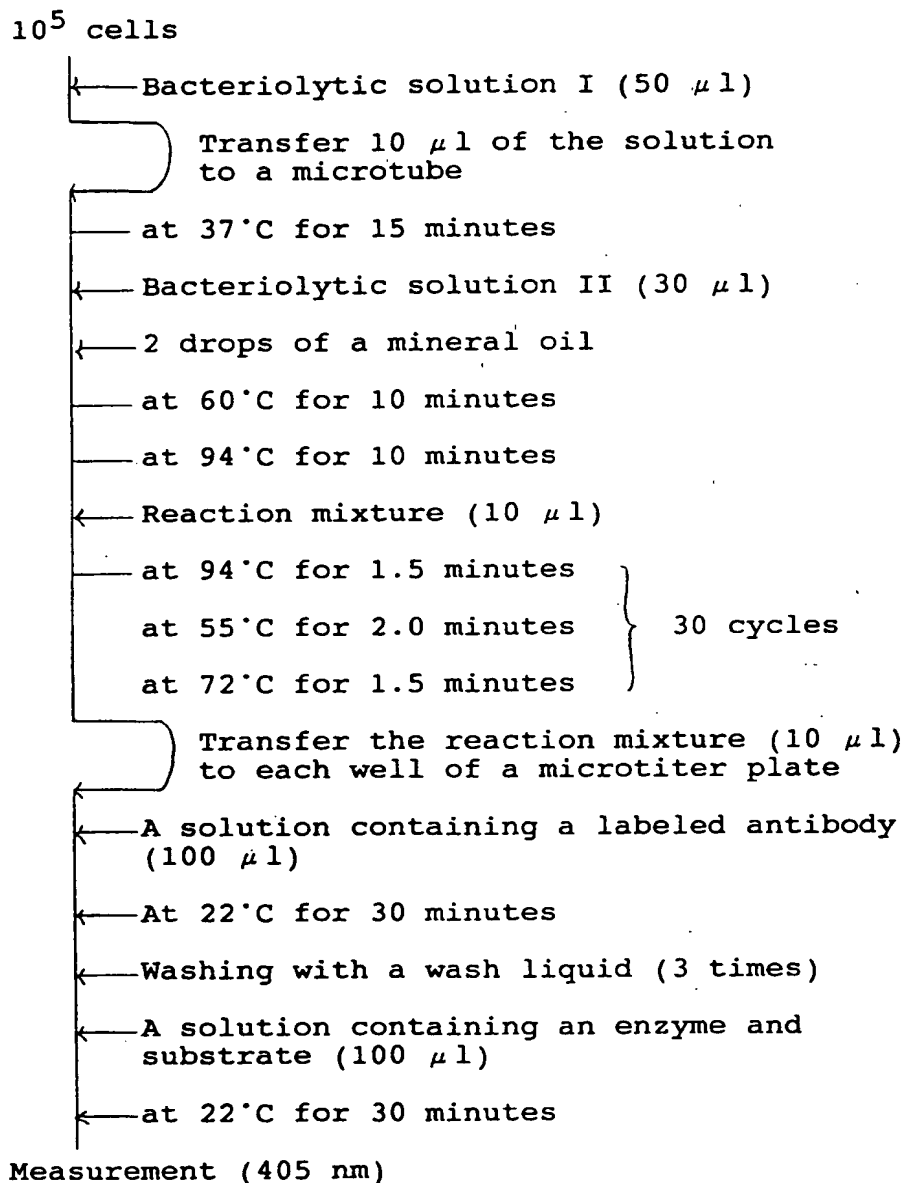 10⁵ cells
Bacteriolytic solution I (50 μl)
Transfer 10 μl of the solution
to a microtube
at 37°C for 15 minutes
Bacteriolytic solution II (30 μl)
2 drops of a mineral oil
at 60°C for 10 minutes
at 94°C for 10 minutes
Reaction mixture (10 μl)
at 94°C for 1.5 minutes
at 55°C for 2.0 minutes 30 cycles
at 72°C for 1.5 minutes
Transfer the reaction mixture (10 μl)
to each well of a microtiter plate
A solution containing a labeled antibody
(100 μl)
At 22°C for 30 minutes
Washing with a wash liquid (3 times)
A solution containing an enzyme and
substrate (100 μl)
at 22°C for 30 minutes
Measurement (405 nm)